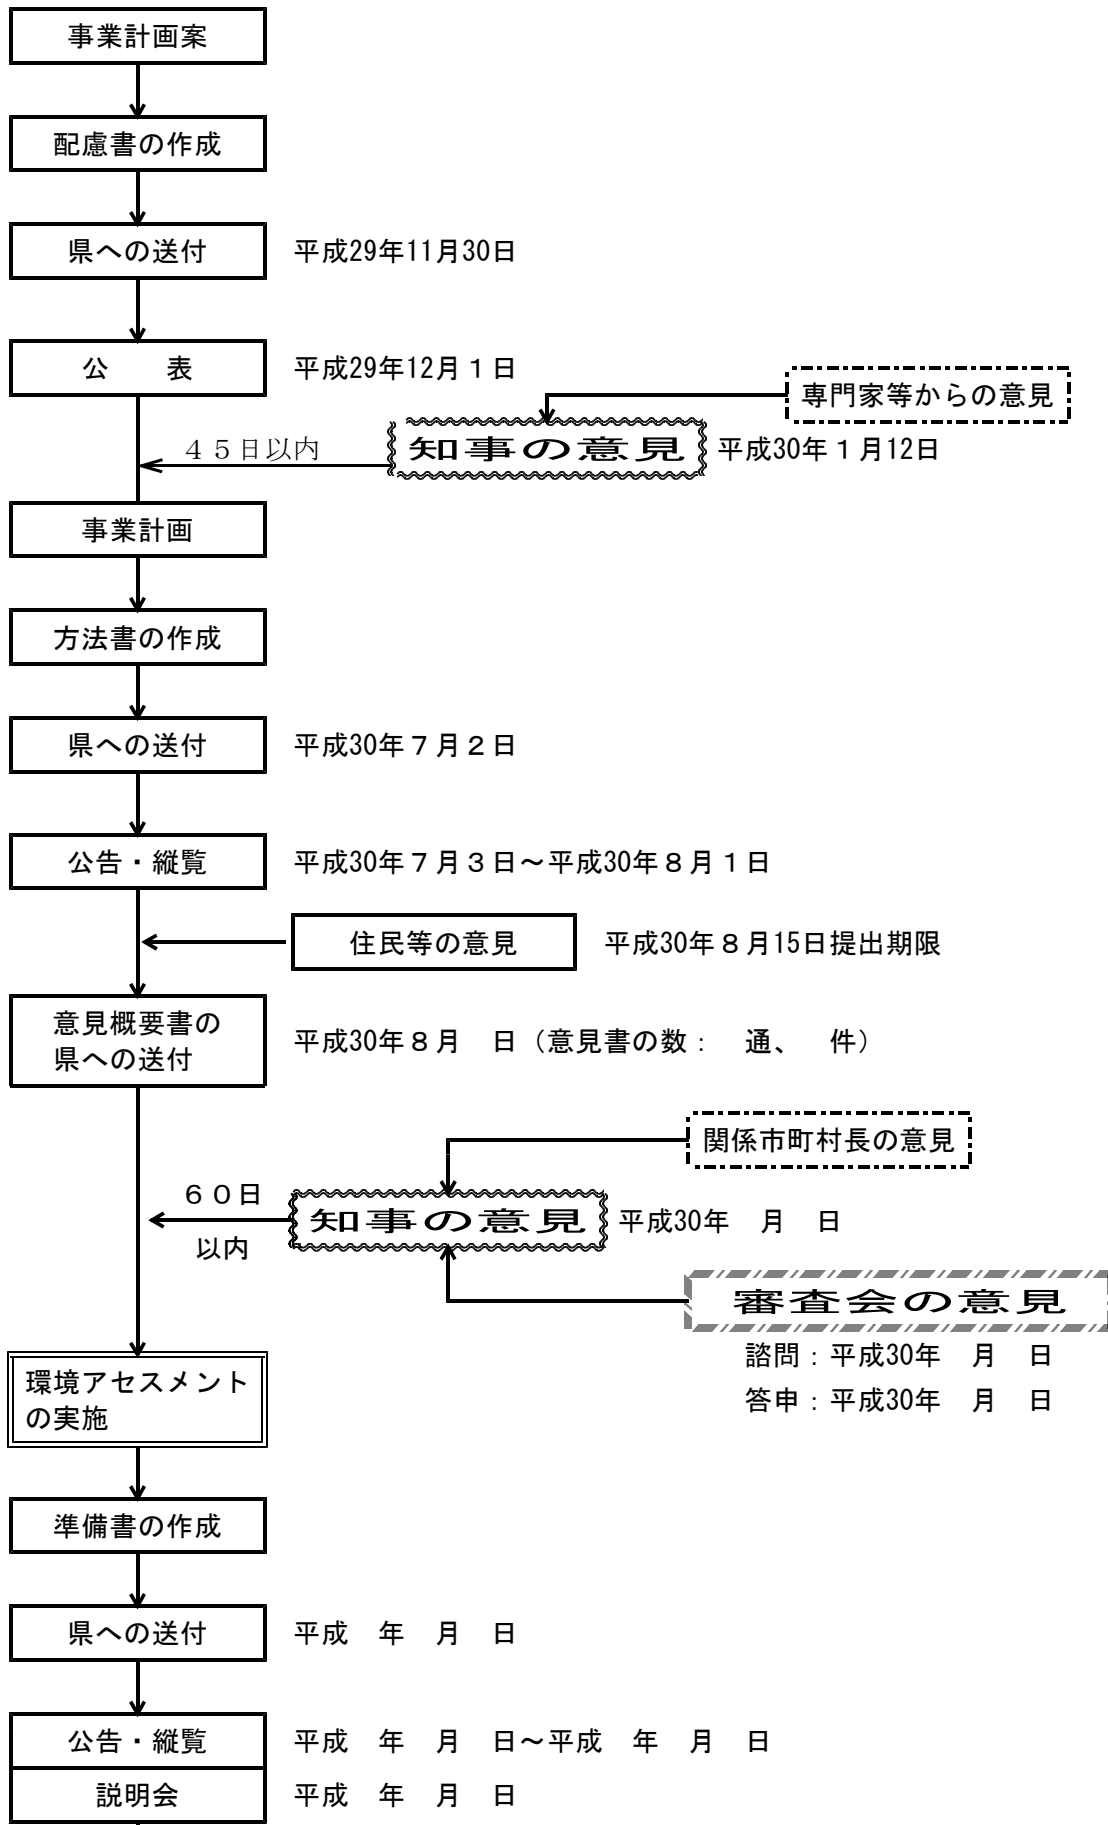 事業計画案
配慮書の作成
県への送付　平成29年11月30日
公　　表　平成29年12月１日
専門家等からの意見
４５日以内　知事の意見　平成30年１月12日
事業計画
方法書の作成
県への送付　平成30年７月２日
公告・縦覧　平成30年７月３日～平成30年８月１日
住民等の意見　平成30年８月15日提出期限
意見概要書の
県への送付
平成30年８月　日（意見書の数：　通、　件）
関係市町村長の意見
６０日
以内
知事の意見　平成30年　月　日
審査会の意見
諮問：平成30年　月　日
答申：平成30年　月　日
環境アセスメント
の実施
準備書の作成
県への送付　平成　年　月　日
公告・縦覧　平成　年　月　日～平成　年　月　日
説明会　平成　年　月　日